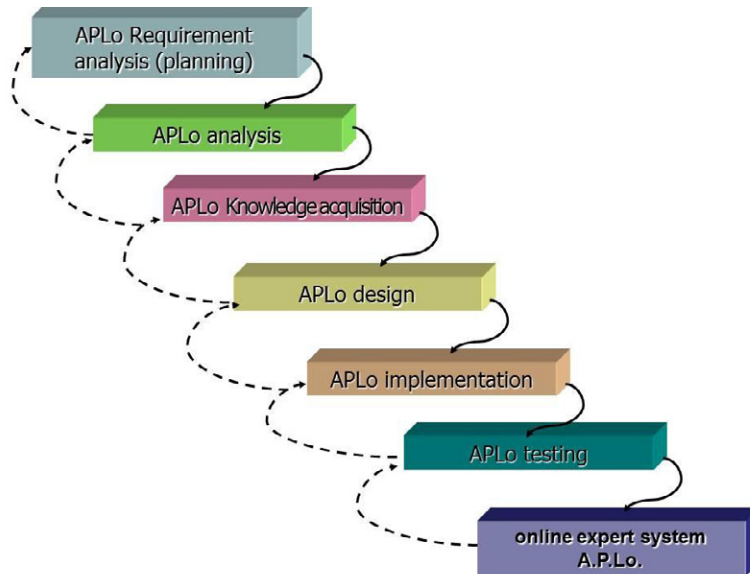 APLo Requirement
analysis (planning)
APLo analysis
APLo Knowledge acquisition
APLo design
APLo implementation
APLo testing
online expert system
A.P.Lo.